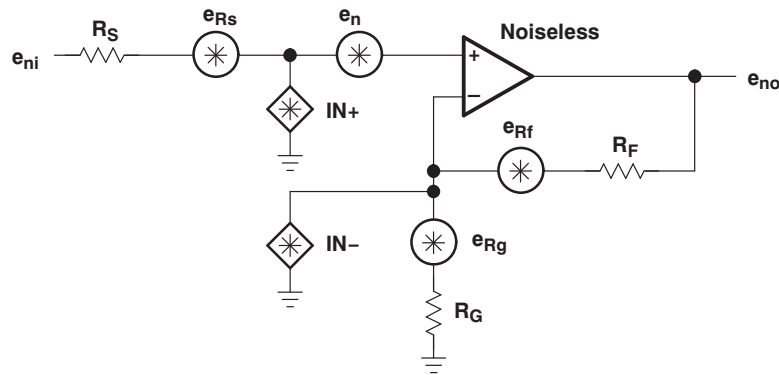 e_Rs
e_n
Noiseless
R_S
e_ni
+
e_no
IN+
−
e_Rf
R_F
IN−
e_Rg
R_G